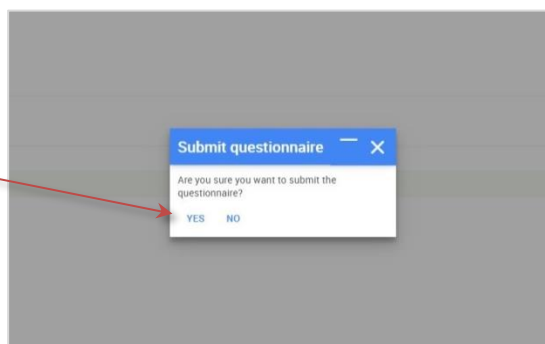 Submit questionnaire
Are you sure you want to submit the
questionnaire?
YES NO